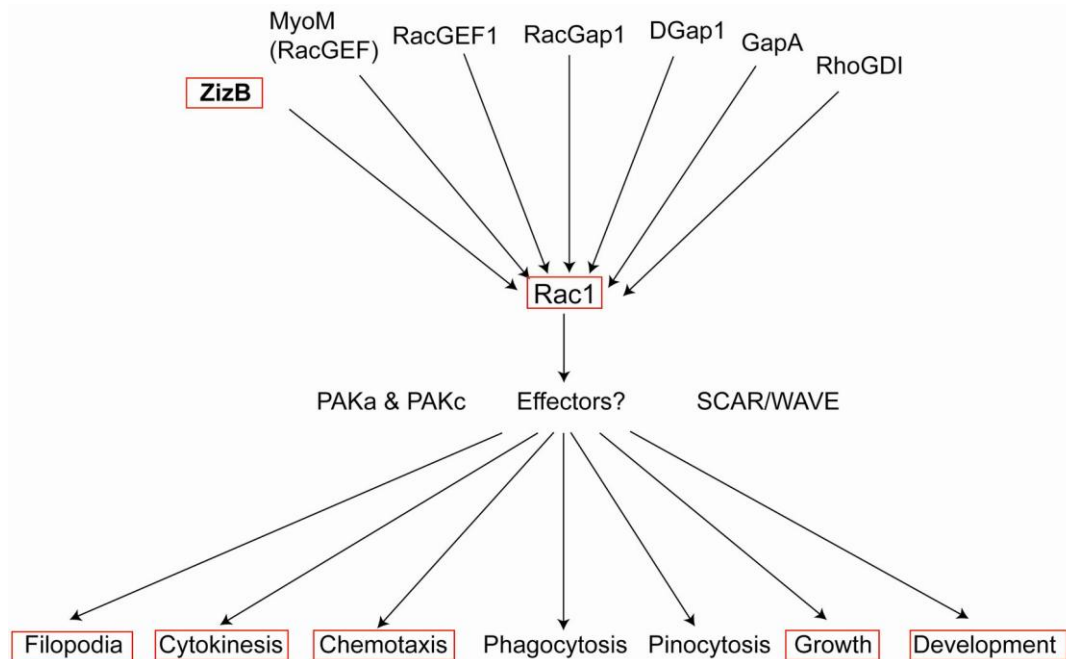 MyoM
(RacGEF)
RacGEF1
RacGap1
DGap1
GapA
RhoGDI
ZizB
Rac1
PAKa & PAKc
Effectors?
SCAR/WAVE
Filopodia
Cytokinesis
Chemotaxis
Phagocytosis
Pinocytosis
Growth
Development